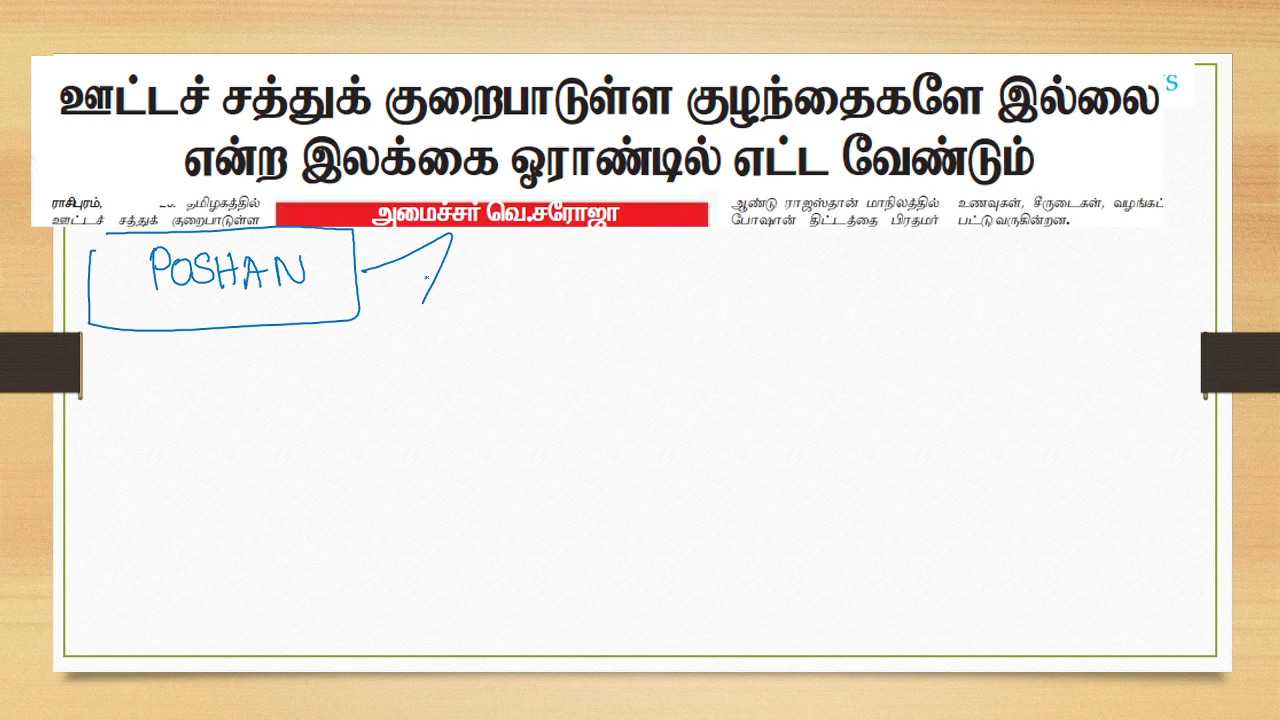 ஊட்டச் சத்துக் குறைபாடுள்ள குழந்தைகளே இல்லை
என்ற இலக்கை ஓராண்டில் எட்ட வேண்டும்
S
ராசிபுரம், தமிழகத்தில்
ஊட்டச் சத்துக் குறைபாடுள்ள
அமைச்சர் வெ.சரோஜா
ஆண்டு ராஜஸ்தான் மாநிலத்தில்
போஷான் திட்டத்தை பிரதமர்
உணவுகள், சீருடைகள், வழங்கப்
பட்டு வருகின்றன.
POSHAN